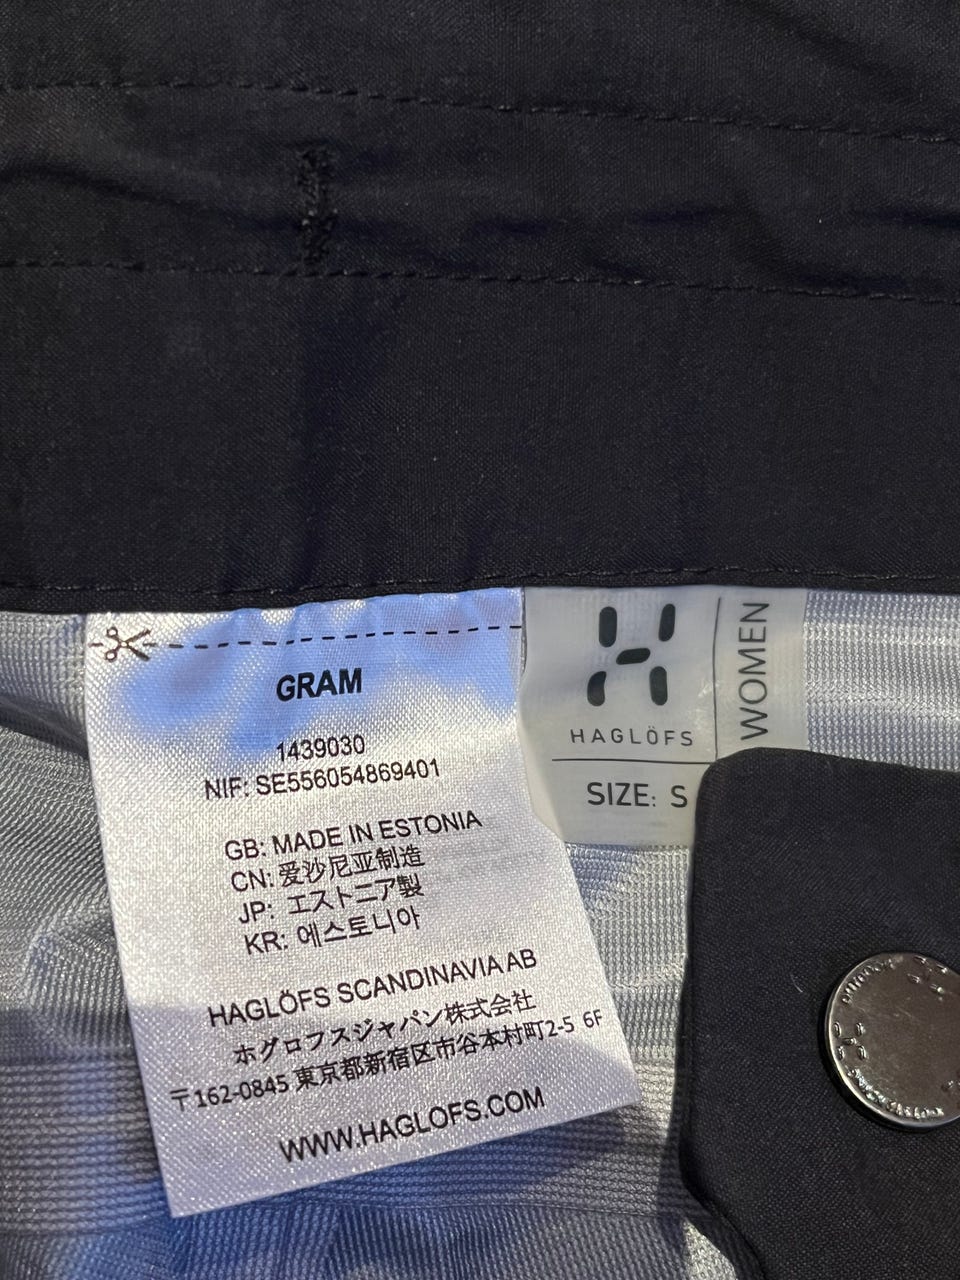 GRAM
1439030
NIF: SE556054869401
GB: MADE IN ESTONIA
CN: 爱沙尼亚制造
JP: エストニア製
KR: 에스토니아
HAGLÖFS SCANDINAVIA AB
ホグロフスジャパン株式会社
〒162-0845 東京都新宿区市谷本村町2-5 6F
WWW.HAGLOFS.COM
HAGLÖFS
WOMEN
SIZE: S